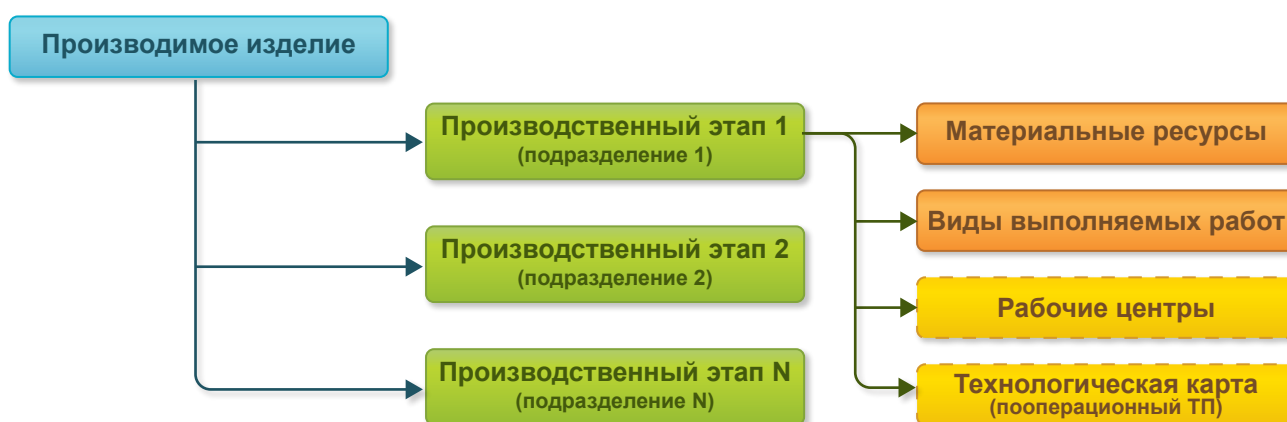 Производимое изделие
Производственный этап 1
(подразделение 1)
Материальные ресурсы
Виды выполняемых работ
Производственный этап 2
(подразделение 2)
Рабочие центры
Производственный этап N
(подразделение N)
Технологическая карта
(пооперационный ТП)